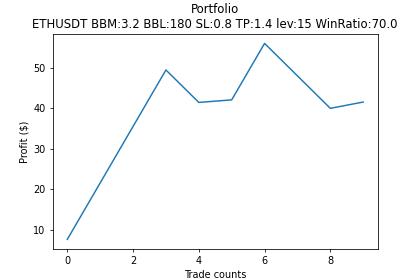 Portfolio
ETHUSDT BBM:3.2 BBL:180 SL:0.8 TP:1.4 lev:15 WinRatio:70.0
50
40
30
20
10
Profit ($)
0 2 4 6 8
Trade counts